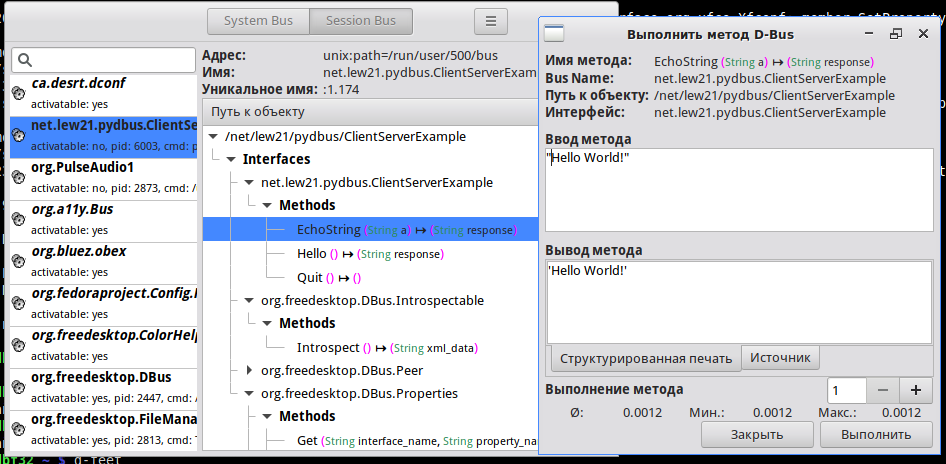 System Bus
Session Bus
ca.desrt.dconf
activatable: yes
net.lew21.pydbus.ClientSe
activatable: no, pid: 6003, cmd: p
org.PulseAudio1
activatable: no, pid: 2873, cmd: /
org.a11y.Bus
activatable: yes
org.bluez.obex
activatable: yes
org.fedoraproject.Config.
activatable: yes
org.freedesktop.ColorHelp
activatable: yes
org.freedesktop.DBus
activatable: yes, pid: 2447, cmd: /
org.freedesktop.FileMana
activatable: yes, pid: 2813, cmd: T
Адрес: unix:path=/run/user/500/bus
Имя: net.lew21.pydbus.ClientServerExam
Уникальное имя: :1.174
Путь к объекту
/net/lew21/pydbus/ClientServerExample
Interfaces
net.lew21.pydbus.ClientServerExample
Methods
EchoString (String a) ↦ (String response)
Hello () ↦ (String response)
Quit () ↦ ()
org.freedesktop.DBus.Introspectable
Methods
Introspect () ↦ (String xml_data)
org.freedesktop.DBus.Peer
org.freedesktop.DBus.Properties
Methods
Get (String interface_name, String property_na
Выполнить метод D-Bus
Имя метода: EchoString (String a) ↦ (String response)
Bus Name: net.lew21.pydbus.ClientServerExample
Путь к объекту: /net/lew21/pydbus/ClientServerExample
Интерфейс: net.lew21.pydbus.ClientServerExample
Ввод метода
"Hello World!"
Вывод метода
'Hello World!'
Структурированная печать
Источник
Выполнение метода 1 − +
Ø: 0.0012 Мин.: 0.0012 Макс.: 0.0012
Закрыть
Выполнить
~ $ d-feet